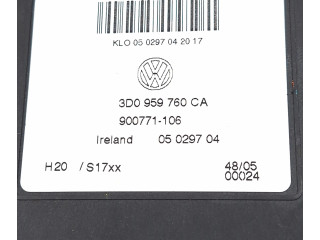 KLO 05 0297 04 20 17
3D0 959 760 CA
900771-106
Ireland 05 0297 04
H20 / S17xx 48/05
00024